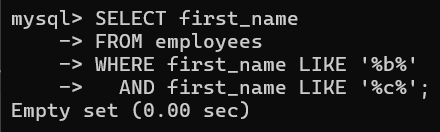 mysql> SELECT first_name
    -> FROM employees
    -> WHERE first_name LIKE '%b%'
    ->   AND first_name LIKE '%c%';
Empty set (0.00 sec)